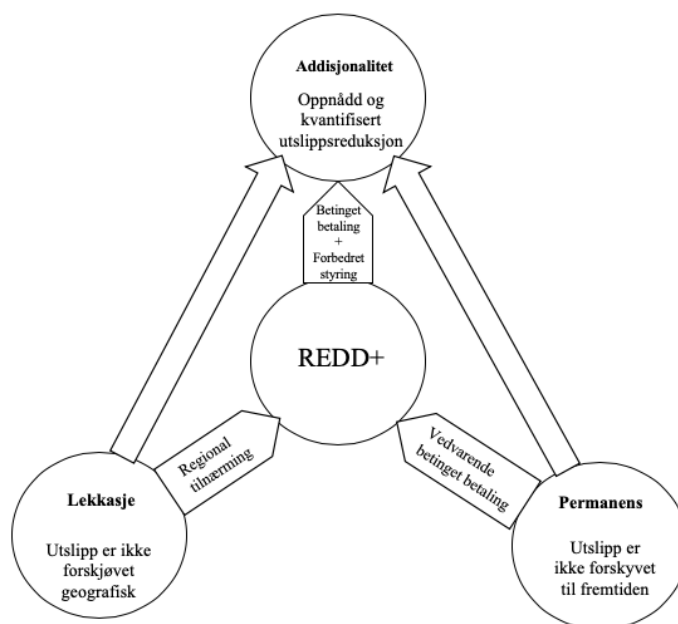 Addisjonalitet
Oppnådd og
kvantifisert
utslippsreduksjon
Betinget
betaling
+
Forbedret
styring
REDD+
Regional
tilnærming
Vedvarende
betinget betaling
Lekkasje
Utslipp er ikke
forskjøvet
geografisk
Permanens
Utslipp er
ikke forskyvet
til fremtiden